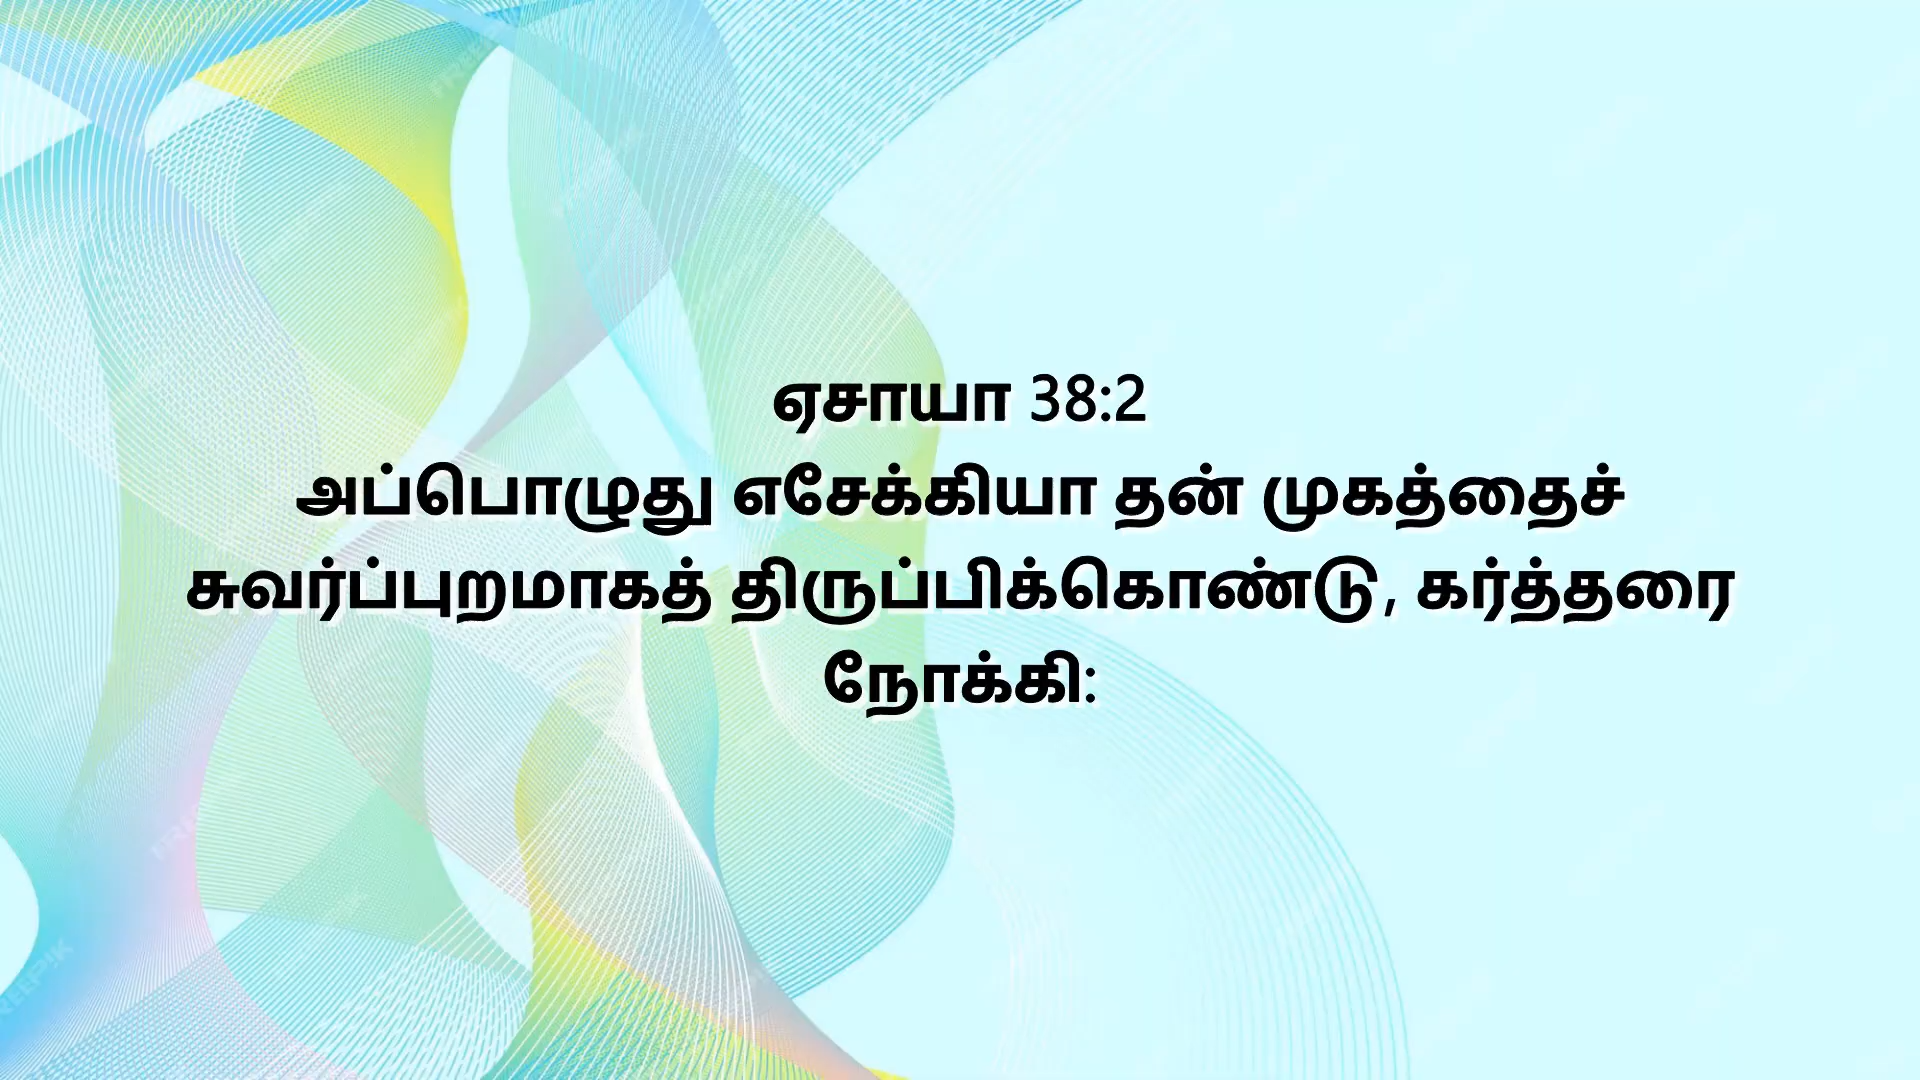 ஏசாயா 38:2
அப்பொழுது எசேக்கியா தன் முகத்தைச்
சுவர்ப்புறமாகத் திருப்பிக்கொண்டு, கர்த்தரை
நோக்கி: